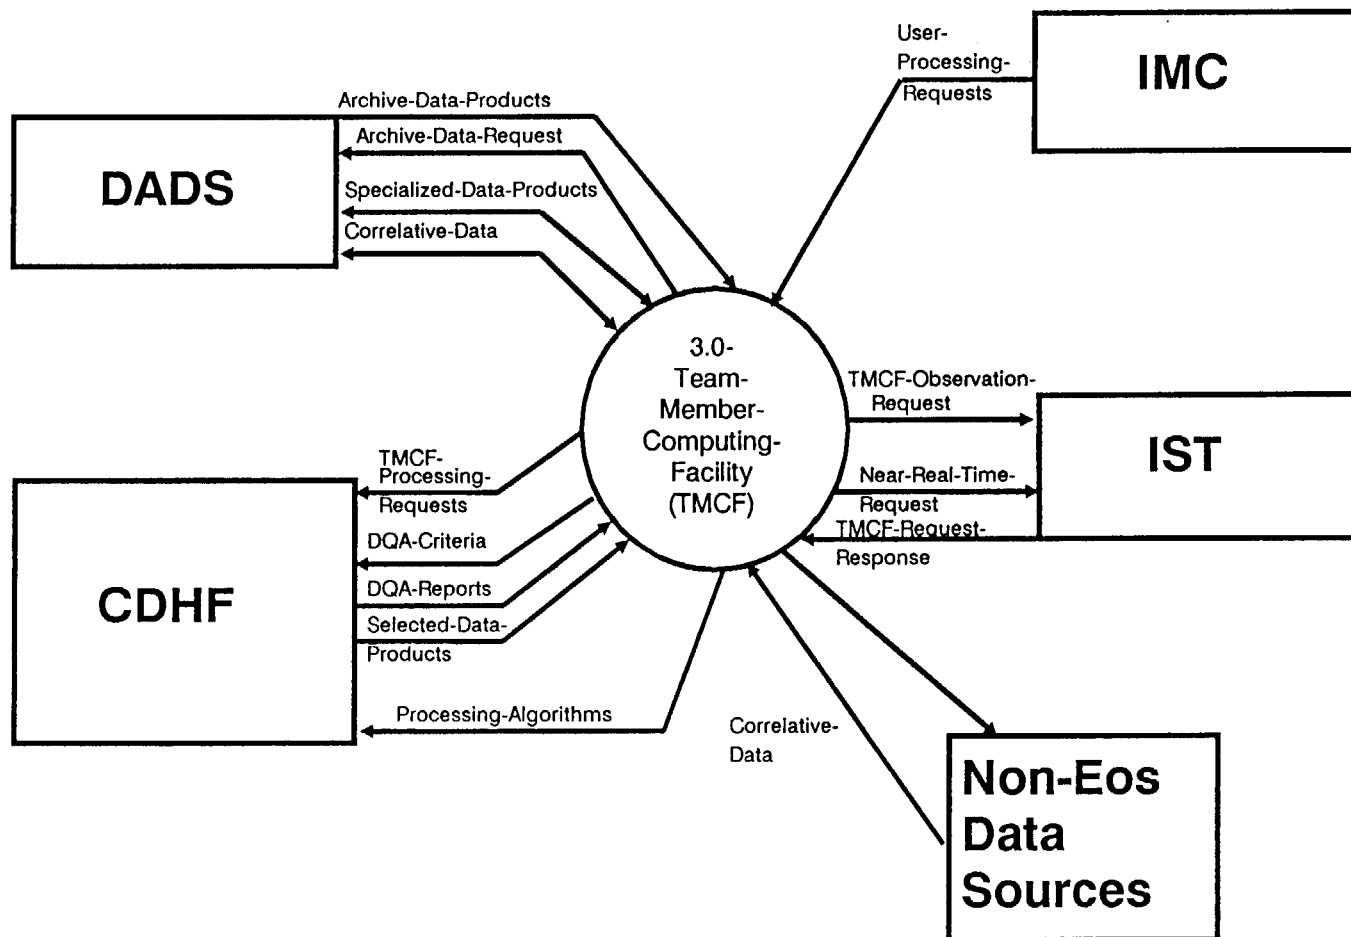 User-
Processing-
Requests
IMC
Archive-Data-Products
Archive-Data-Request
DADS
Specialized-Data-Products
Correlative-Data
3.0-
Team-
Member-
Computing-
Facility
(TMCF)
TMCF-Observation-
Request
IST
Near-Real-Time-
Request
TMCF-Request-
Response
TMCF-
Processing-
Requests
DQA-Criteria
CDHF
DQA-Reports
Selected-Data-
Products
Processing-Algorithms
Correlative-
Data
Non-Eos
Data
Sources